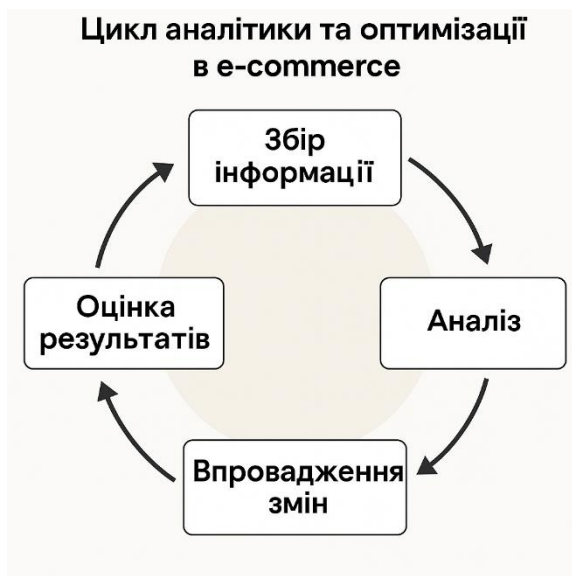 Цикл аналітики та оптимізації
в e-commerce
Збір
інформації
Аналіз
Впровадження
змін
Оцінка
результатів